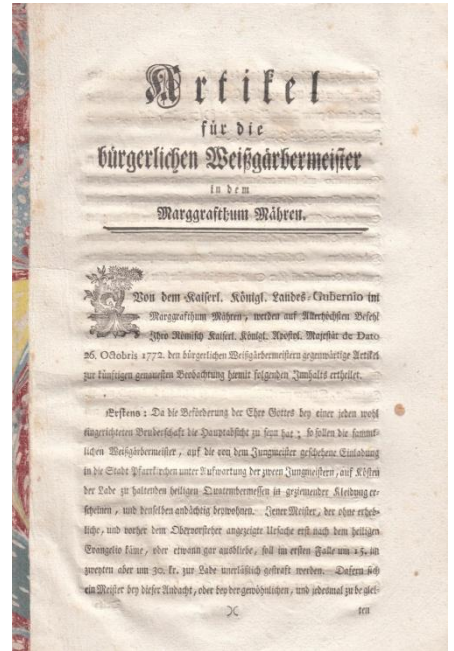 Artikel
für die
bürgerlichen Weißgärbermeister
in dem
Marggrafthum Mähren.
Von dem Kaiserl. Königl. Landes-Gubernio im
Marggrafthum Mähren, werden auf Allerhöchsten Befehl
Ihro Römisch Kaiserl. Königl. Apostol. Majestät de Dato
26. Octobris 1772. den bürgerlichen Weißgärbermeistern gegenwärtige Artikel
zur künftigen genauesten Beobachtung hiemit folgenden Innhalts ertheilet.
Erstens: Da die Beförderung der Ehre Gottes bey einer jeden wohl
eingerichteten Bruderschaft die Hauptabsicht zu seyn hat; so sollen die sammt-
lichen Weißgärbermeister, auf die von dem Jungmeister geschehene Einladung
in die Stadt Pfarrkirchen unter Aufwartung der zween Jungmeistern, auf Kösten
der Lade zu haltenden heiligen Quatembermessen in geziemender Kleidung er-
scheinen, und denselben andächtig beywohnen. Jener Meister, der ohne erheb-
liche, und vorher dem Obervorsteher angezeigte Ursache erst nach dem heiligen
Evangelio käme, oder etwann gar ausbliebe, soll im ersten Falle um 15. im
zweyten aber um 30. kr. zur Lade unerläßlich gestraft werden. Dafern sich
ein Meister bey dieser Andacht, oder bey der gewöhnlichen, und jedesmal zu beglei-
ten